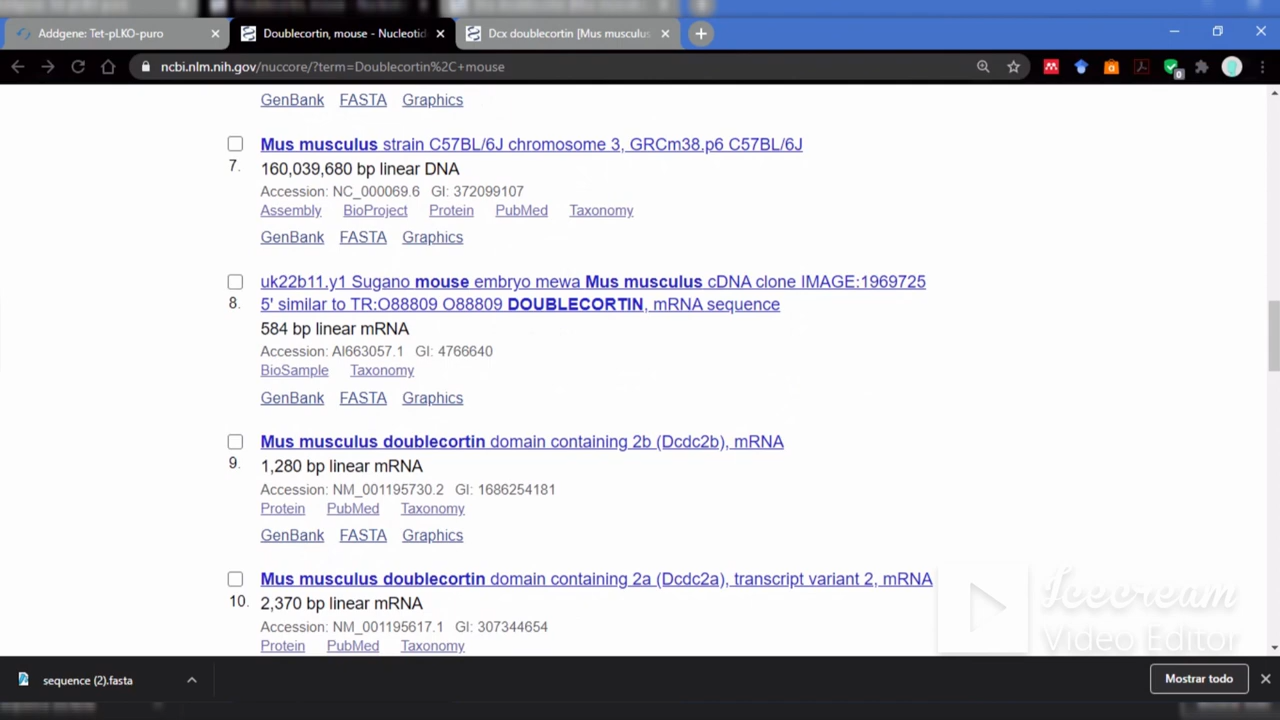 Addgene: Tet-pLKO-puro
Doublecortin, mouse - Nucleotid
Dcx doublecortin [Mus musculus
ncbi.nlm.nih.gov/nuccore/?term=Doublecortin%2C+mouse
0
GenBank FASTA Graphics
Mus musculus strain C57BL/6J chromosome 3, GRCm38.p6 C57BL/6J
7.
160,039,680 bp linear DNA
Accession: NC_000069.6 GI: 372099107
Assembly BioProject Protein PubMed Taxonomy
GenBank FASTA Graphics
uk22b11.y1 Sugano mouse embryo mewa Mus musculus cDNA clone IMAGE:1969725
8.
5' similar to TR:O88809 O88809 DOUBLECORTIN, mRNA sequence
584 bp linear mRNA
Accession: AI663057.1 GI: 4766640
BioSample Taxonomy
GenBank FASTA Graphics
Mus musculus doublecortin domain containing 2b (Dcdc2b), mRNA
9.
1,280 bp linear mRNA
Accession: NM_001195730.2 GI: 1686254181
Protein PubMed Taxonomy
GenBank FASTA Graphics
Mus musculus doublecortin domain containing 2a (Dcdc2a), transcript variant 2, mRNA
10.
2,370 bp linear mRNA
Accession: NM_001195617.1 GI: 307344654
Protein PubMed Taxonomy
Icecream
Video Editor
sequence (2).fasta
Mostrar todo